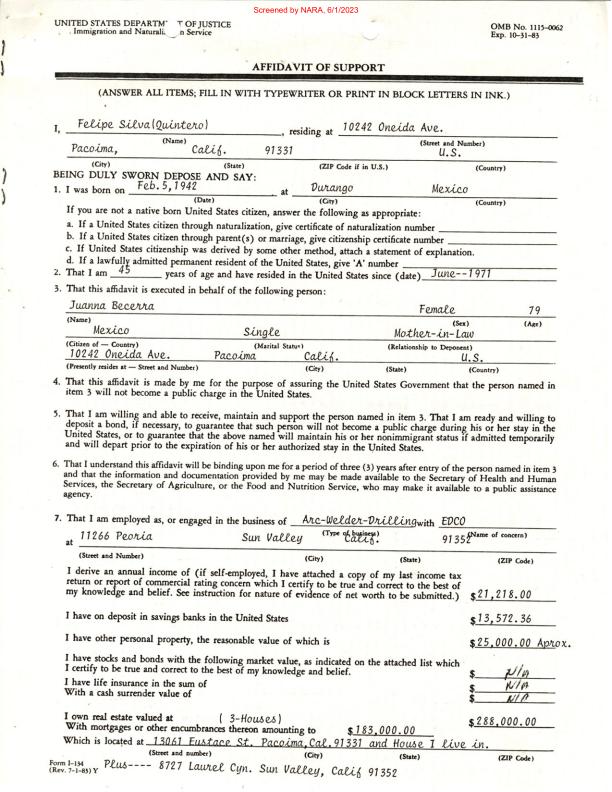 Screened by NARA, 6/1/2023
UNITED STATES DEPARTM T OF JUSTICE OMB No. 1115-0062
Immigration and Naturali n Service Exp. 10-31-83
AFFIDAVIT OF SUPPORT
(ANSWER ALL ITEMS; FILL IN WITH TYPEWRITER OR PRINT IN BLOCK LETTERS IN INK.)
I, Felipe Silva(Quintero), residing at 10242 Oneida Ave.
(Name) (Street and Number)
Pacoima, Calif. 91331 U.S.
(City) (State) (ZIP Code if in U.S.) (Country)
BEING DULY SWORN DEPOSE AND SAY:
1. I was born on Feb.5,1942 at Durango Mexico
(Date) (City) (Country)
If you are not a native born United States citizen, answer the following as appropriate:
a. If a United States citizen through naturalization, give certificate of naturalization number
b. If a United States citizen through parent(s) or marriage, give citizenship certificate number
c. If United States citizenship was derived by some other method, attach a statement of explanation.
d. If a lawfully admitted permanent resident of the United States, give 'A' number
2. That I am 45 years of age and have resided in the United States since (date) June--1971
3. That this affidavit is executed in behalf of the following person:
Juanna Becerra Female 79
(Name) (Sex) (Age)
Mexico Single Mother-in-Law
(Citizen of — Country) (Marital Status) (Relationship to Deponent)
10242 Oneida Ave. Pacoima Calif. U.S.
(Presently resides at — Street and Number) (City) (State) (Country)
4. That this affidavit is made by me for the purpose of assuring the United States Government that the person named in
item 3 will not become a public charge in the United States.
5. That I am willing and able to receive, maintain and support the person named in item 3. That I am ready and willing to
deposit a bond, if necessary, to guarantee that such person will not become a public charge during his or her stay in the
United States, or to guarantee that the above named will maintain his or her nonimmigrant status if admitted temporarily
and will depart prior to the expiration of his or her authorized stay in the United States.
6. That I understand this affidavit will be binding upon me for a period of three (3) years after entry of the person named in item 3
and that the information and documentation provided by me may be made available to the Secretary of Health and Human
Services, the Secretary of Agriculture, or the Food and Nutrition Service, who may make it available to a public assistance
agency.
7. That I am employed as, or engaged in the business of Arc-Welder-Drilling with EDCO
(Type of business) (Name of concern)
at 11266 Peoria Sun Valley Calif. 91352
(Street and Number) (City) (State) (ZIP Code)
I derive an annual income of (if self-employed, I have attached a copy of my last income tax
return or report of commercial rating concern which I certify to be true and correct to the best of
my knowledge and belief. See instruction for nature of evidence of net worth to be submitted.) $21,218.00
I have on deposit in savings banks in the United States $13,572.36
I have other personal property, the reasonable value of which is $25,000.00 Aprox.
I have stocks and bonds with the following market value, as indicated on the attached list which
I certify to be true and correct to the best of my knowledge and belief. $ N/A
I have life insurance in the sum of $ N/A
With a cash surrender value of $ N/A
I own real estate valued at ( 3-Houses) $288,000.00
With mortgages or other encumbrances thereon amounting to $183,000.00
Which is located at 13061 Eustace St. Pacoima,Cal.91331 and House I live in.
(Street and number) (City) (State) (ZIP Code)
Form I-134
(Rev. 7-1-83) Y Plus---- 8727 Laurel Cyn. Sun Valley, Calif 91352